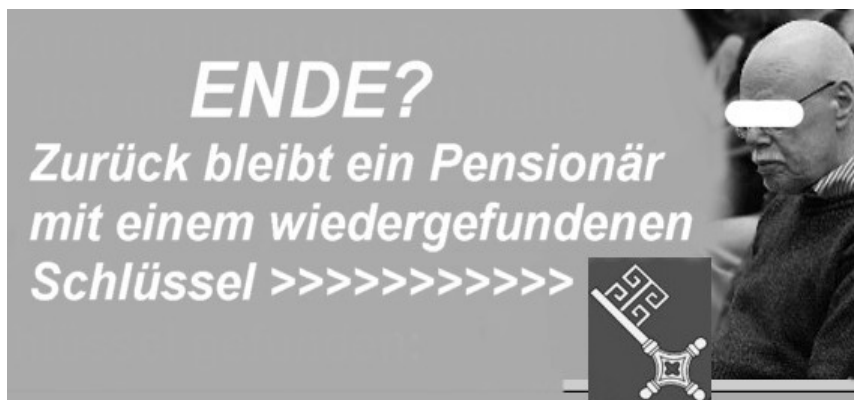 ENDE?
Zurück bleibt ein Pensionär
mit einem wiedergefundenen
Schlüssel >>>>>>>>>>>